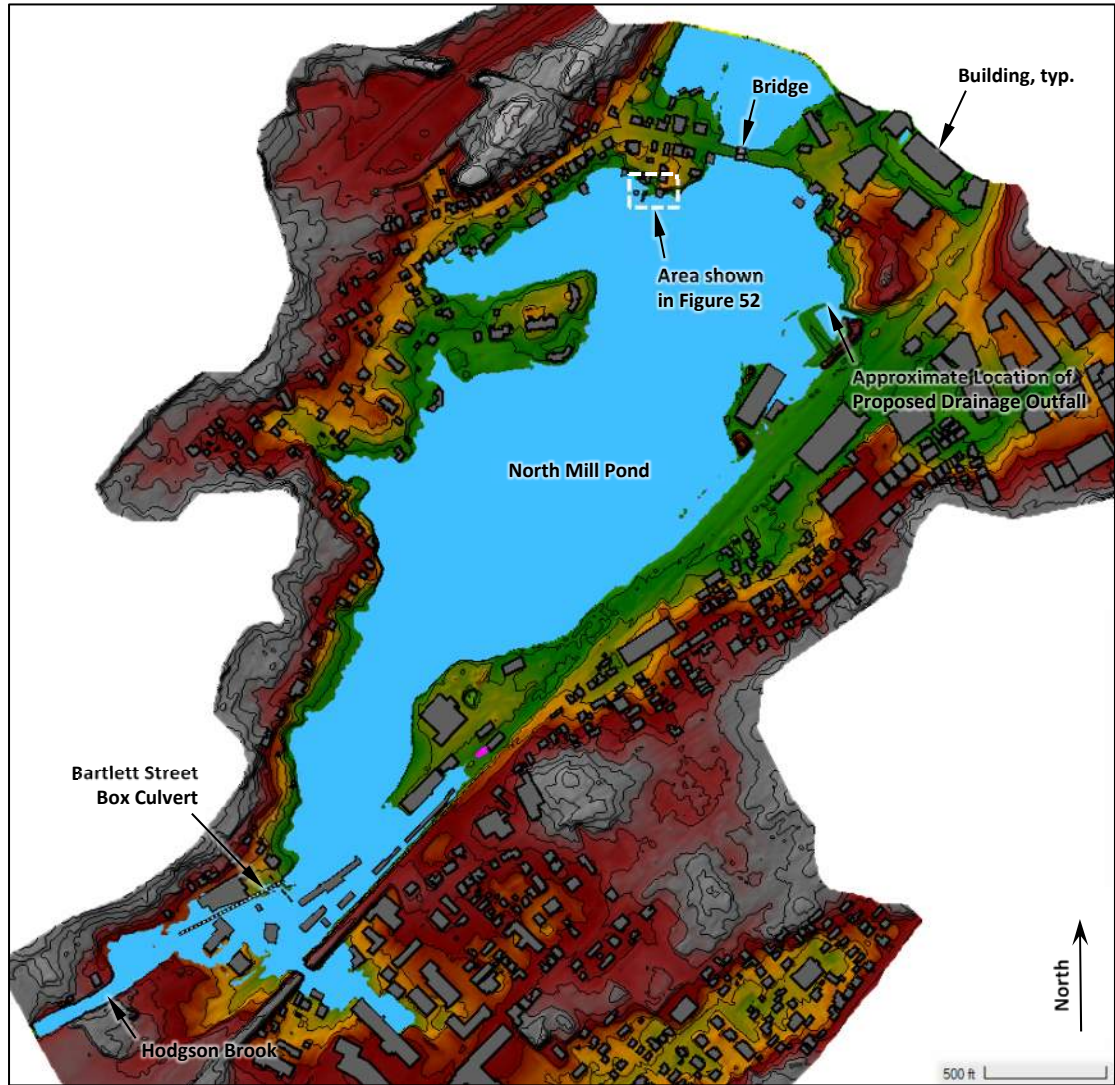 Building, typ.
Bridge
Area shown
in Figure 52
Approximate Location of
Proposed Drainage Outfall
North Mill Pond
Bartlett Street
Box Culvert
Hodgson Brook
North
500 ft